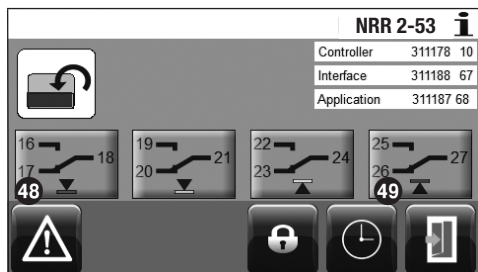 NRR 2-53 i
Controller 311178 10
Interface 311188 67
Application 311187 68
16 17 18
19 20 21
22 23 24
25 26 27
48
49